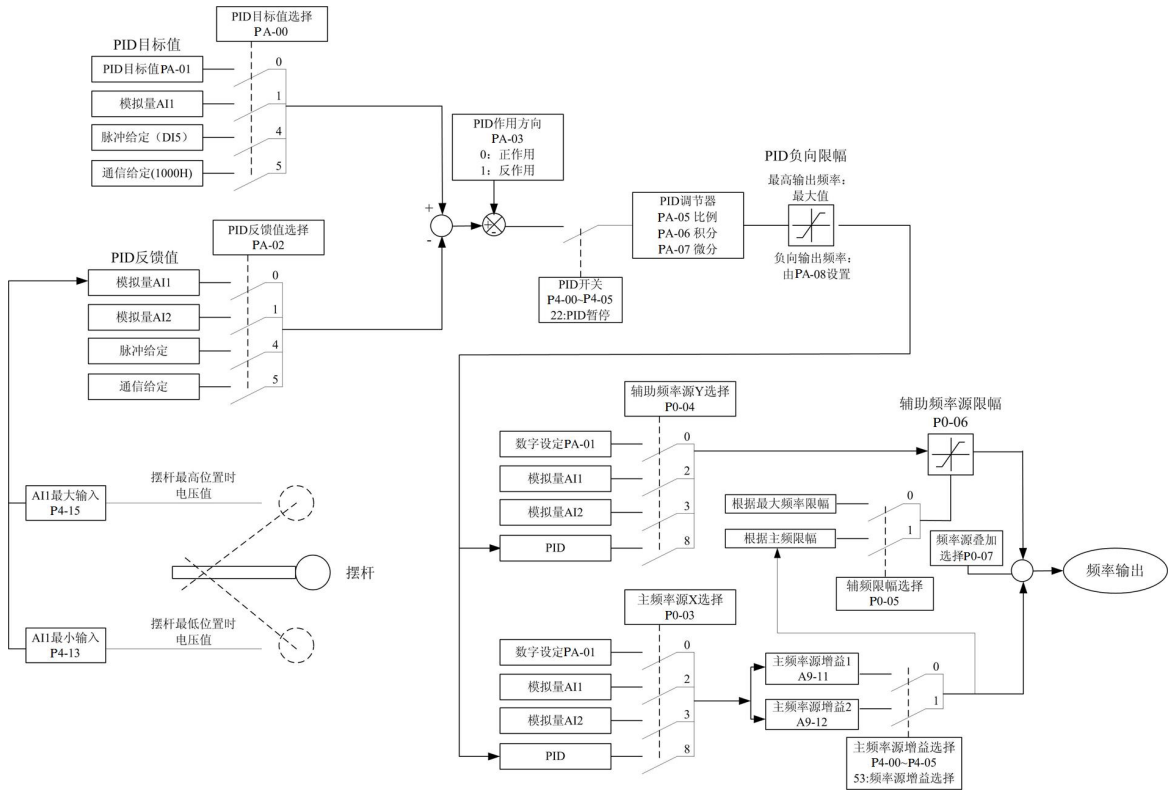 PID目标值选择
PA-00
PID目标值
PID目标值PA-01
0
模拟量AI1
1
脉冲给定（DI5）
4
通信给定(1000H)
5
PID作用方向
PA-03
0：正作用
1：反作用
+
-
+
-
PID反馈值选择
PA-02
PID反馈值
模拟量AI1
0
模拟量AI2
1
脉冲给定
4
通信给定
5
PID开关
P4-00~P4-05
22:PID暂停
PID调节器
PA-05 比例
PA-06 积分
PA-07 微分
PID负向限幅
最高输出频率：
最大值
负向输出频率：
由PA-08设置
AI1最大输入
P4-15
摆杆最高位置时
电压值
摆杆
AI1最小输入
P4-13
摆杆最低位置时
电压值
辅助频率源Y选择
P0-04
数字设定PA-01
0
模拟量AI1
2
模拟量AI2
3
PID
8
辅助频率源限幅
P0-06
根据最大频率限幅
0
根据主频限幅
1
辅频限幅选择
P0-05
频率源叠加
选择P0-07
频率输出
主频率源X选择
P0-03
数字设定PA-01
0
模拟量AI1
2
模拟量AI2
3
PID
8
主频率源增益1
A9-11
0
主频率源增益2
A9-12
1
主频率源增益选择
P4-00~P4-05
53:频率源增益选择